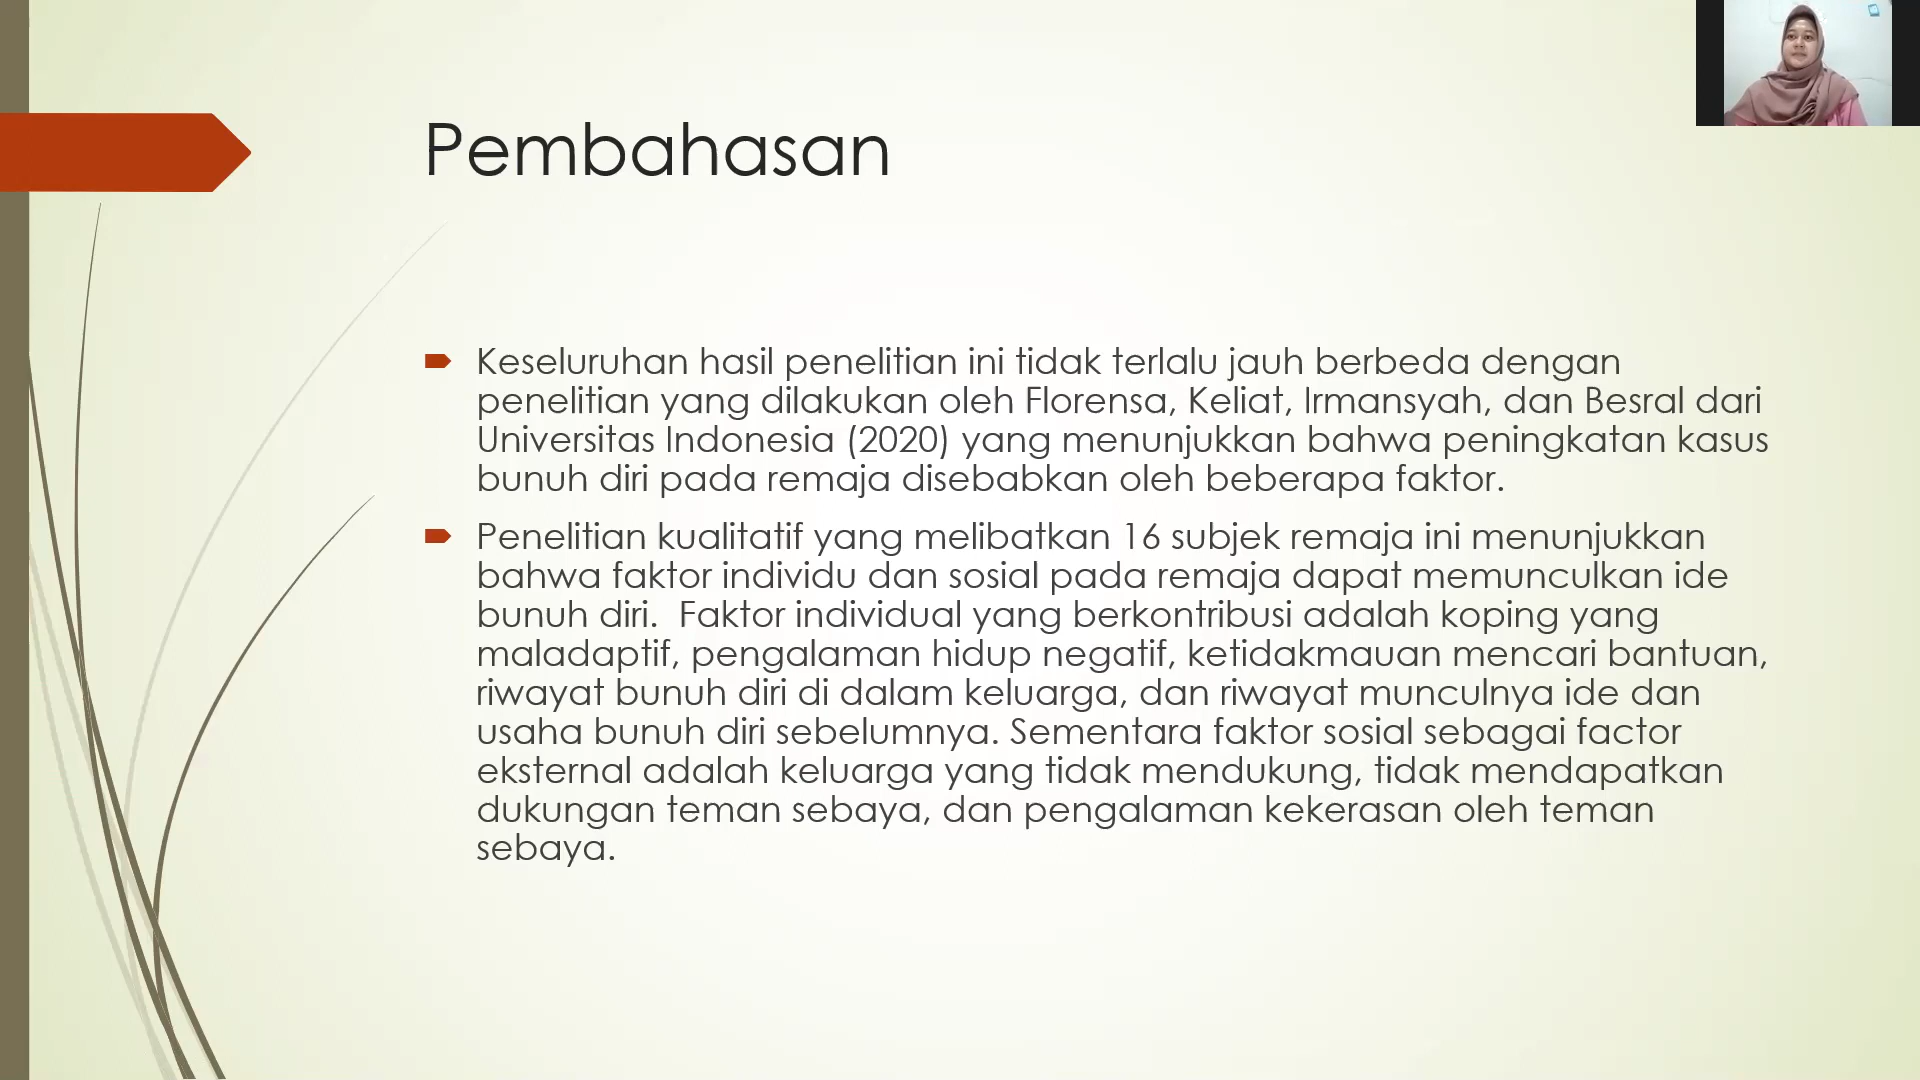 Pembahasan
Keseluruhan hasil penelitian ini tidak terlalu jauh berbeda dengan
penelitian yang dilakukan oleh Florensa, Keliat, Irmansyah, dan Besral dari
Universitas Indonesia (2020) yang menunjukkan bahwa peningkatan kasus
bunuh diri pada remaja disebabkan oleh beberapa faktor.
Penelitian kualitatif yang melibatkan 16 subjek remaja ini menunjukkan
bahwa faktor individu dan sosial pada remaja dapat memunculkan ide
bunuh diri.  Faktor individual yang berkontribusi adalah koping yang
maladaptif, pengalaman hidup negatif, ketidakmauan mencari bantuan,
riwayat bunuh diri di dalam keluarga, dan riwayat munculnya ide dan
usaha bunuh diri sebelumnya. Sementara faktor sosial sebagai factor
eksternal adalah keluarga yang tidak mendukung, tidak mendapatkan
dukungan teman sebaya, dan pengalaman kekerasan oleh teman
sebaya.